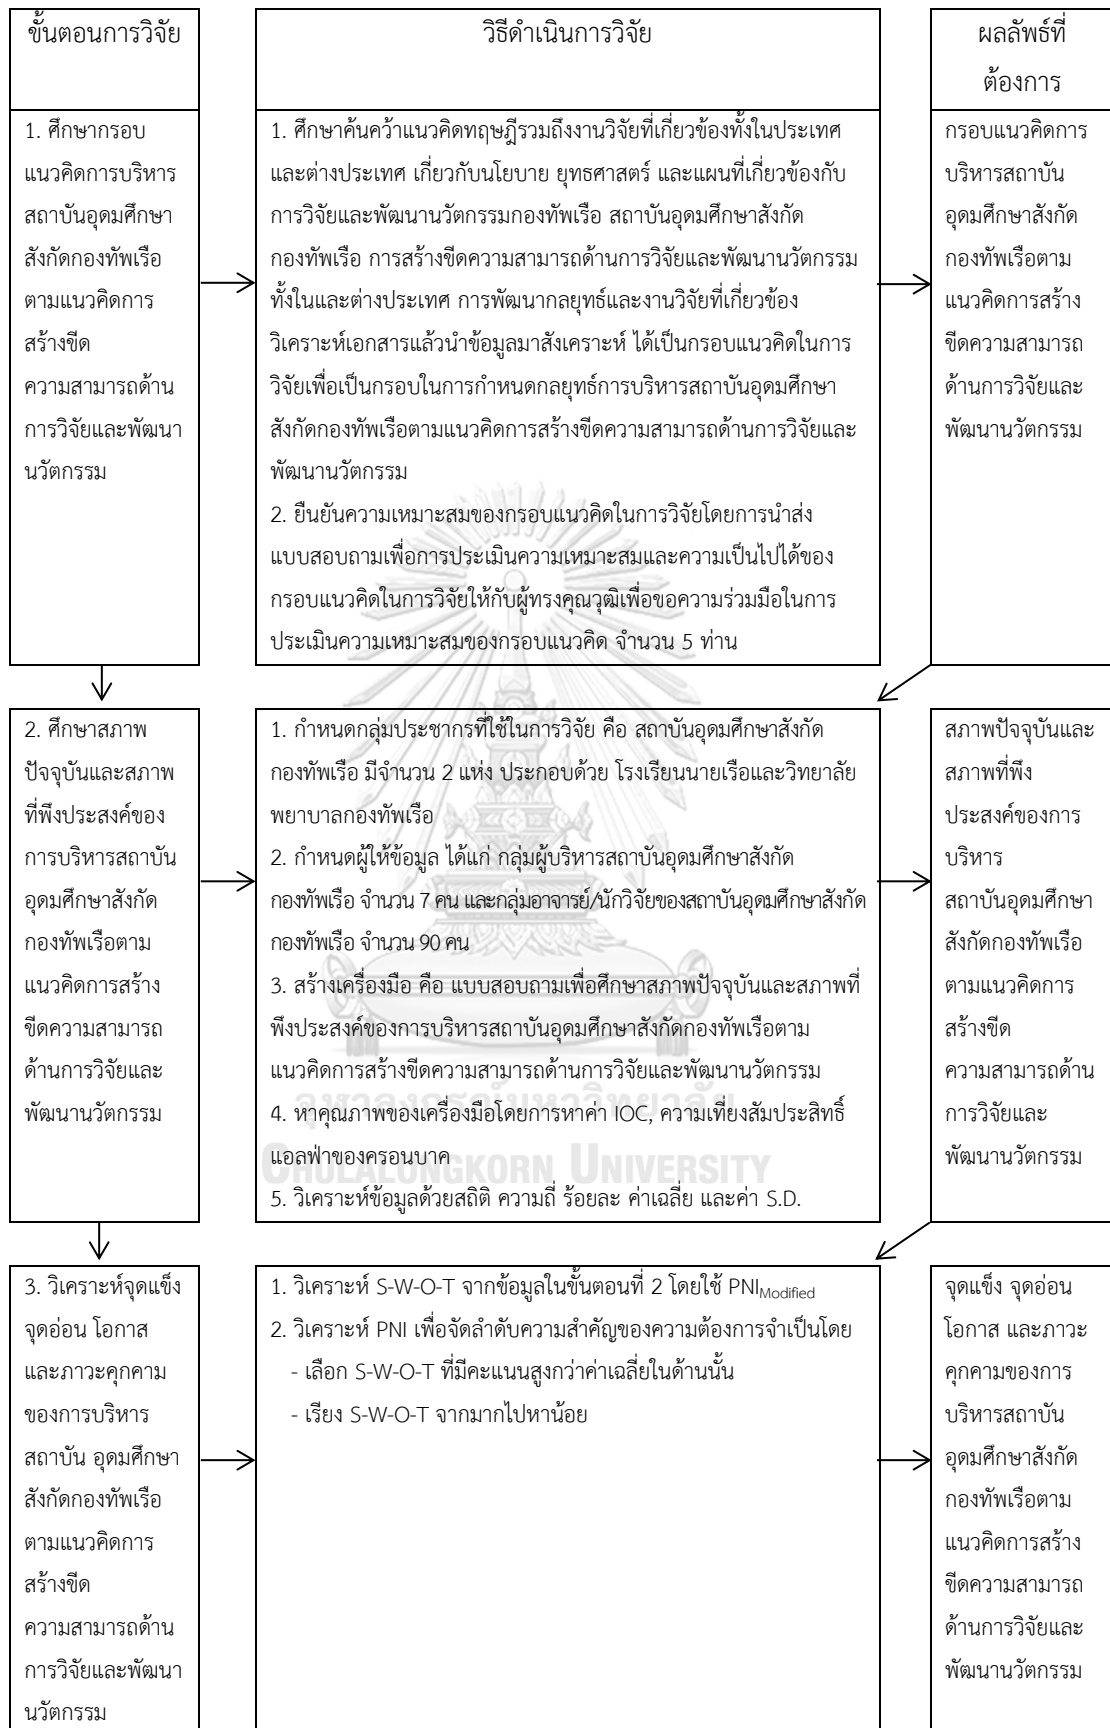 ขั้นตอนการวิจัย
วิธีดำเนินการวิจัย
ผลลัพธ์ที่
ต้องการ
1. ศึกษากรอบ
แนวคิดการบริหาร
สถาบันอุดมศึกษา
สังกัดกองทัพเรือ
ตามแนวคิดการ
สร้างขีด
ความสามารถด้าน
การวิจัยและพัฒนา
นวัตกรรม
1. ศึกษาค้นคว้าแนวคิดทฤษฎีรวมถึงงานวิจัยที่เกี่ยวข้องทั้งในประเทศ
และต่างประเทศ เกี่ยวกับนโยบาย ยุทธศาสตร์ และแผนที่เกี่ยวข้องกับ
การวิจัยและพัฒนานวัตกรรมกองทัพเรือ สถาบันอุดมศึกษาสังกัด
กองทัพเรือ การสร้างขีดความสามารถด้านการวิจัยและพัฒนานวัตกรรม
ทั้งในและต่างประเทศ การพัฒนากลยุทธ์และงานวิจัยที่เกี่ยวข้อง
วิเคราะห์เอกสารแล้วนำข้อมูลมาสังเคราะห์ ได้เป็นกรอบแนวคิดในการ
วิจัยเพื่อเป็นกรอบในการกำหนดกลยุทธ์การบริหารสถาบันอุดมศึกษา
สังกัดกองทัพเรือตามแนวคิดการสร้างขีดความสามารถด้านการวิจัยและ
พัฒนานวัตกรรม
2. ยืนยันความเหมาะสมของกรอบแนวคิดในการวิจัยโดยการนำส่ง
แบบสอบถามเพื่อการประเมินความเหมาะสมและความเป็นไปได้ของ
กรอบแนวคิดในการวิจัยให้กับผู้ทรงคุณวุฒิเพื่อขอความร่วมมือในการ
ประเมินความเหมาะสมของกรอบแนวคิด จำนวน 5 ท่าน
กรอบแนวคิดการ
บริหารสถาบัน
อุดมศึกษาสังกัด
กองทัพเรือตาม
แนวคิดการสร้าง
ขีดความสามารถ
ด้านการวิจัยและ
พัฒนานวัตกรรม
2. ศึกษาสภาพ
ปัจจุบันและสภาพ
ที่พึงประสงค์ของ
การบริหารสถาบัน
อุดมศึกษาสังกัด
กองทัพเรือตาม
แนวคิดการสร้าง
ขีดความสามารถ
ด้านการวิจัยและ
พัฒนานวัตกรรม
1. กำหนดกลุ่มประชากรที่ใช้ในการวิจัย คือ สถาบันอุดมศึกษาสังกัด
กองทัพเรือ มีจำนวน 2 แห่ง ประกอบด้วย โรงเรียนนายเรือและวิทยาลัย
พยาบาลกองทัพเรือ
2. กำหนดผู้ให้ข้อมูล ได้แก่ กลุ่มผู้บริหารสถาบันอุดมศึกษาสังกัด
กองทัพเรือ จำนวน 7 คน และกลุ่มอาจารย์/นักวิจัยของสถาบันอุดมศึกษาสังกัด
กองทัพเรือ จำนวน 90 คน
3. สร้างเครื่องมือ คือ แบบสอบถามเพื่อศึกษาสภาพปัจจุบันและสภาพที่
พึงประสงค์ของการบริหารสถาบันอุดมศึกษาสังกัดกองทัพเรือตาม
แนวคิดการสร้างขีดความสามารถด้านการวิจัยและพัฒนานวัตกรรม
4. หาคุณภาพของเครื่องมือโดยการหาค่า IOC, ความเที่ยงสัมประสิทธิ์
แอลฟ่าของครอนบาค
5. วิเคราะห์ข้อมูลด้วยสถิติ ความถี่ ร้อยละ ค่าเฉลี่ย และค่า S.D.
จุฬาลงกรณ์มหาวิทยาลัย
CHULALONGKORN UNIVERSITY
สภาพปัจจุบันและ
สภาพที่พึง
ประสงค์ของการ
บริหาร
สถาบันอุดมศึกษา
สังกัดกองทัพเรือ
ตามแนวคิดการ
สร้างขีด
ความสามารถด้าน
การวิจัยและ
พัฒนานวัตกรรม
3. วิเคราะห์จุดแข็ง
จุดอ่อน โอกาส
และภาวะคุกคาม
ของการบริหาร
สถาบัน อุดมศึกษา
สังกัดกองทัพเรือ
ตามแนวคิดการ
สร้างขีด
ความสามารถด้าน
การวิจัยและพัฒนา
นวัตกรรม
1. วิเคราะห์ S-W-O-T จากข้อมูลในขั้นตอนที่ 2 โดยใช้ PNIModified
2. วิเคราะห์ PNI เพื่อจัดลำดับความสำคัญของความต้องการจำเป็นโดย
- เลือก S-W-O-T ที่มีคะแนนสูงกว่าค่าเฉลี่ยในด้านนั้น
- เรียง S-W-O-T จากมากไปหาน้อย
จุดแข็ง จุดอ่อน
โอกาส และภาวะ
คุกคามของการ
บริหารสถาบัน
อุดมศึกษาสังกัด
กองทัพเรือตาม
แนวคิดการสร้าง
ขีดความสามารถ
ด้านการวิจัยและ
พัฒนานวัตกรรม